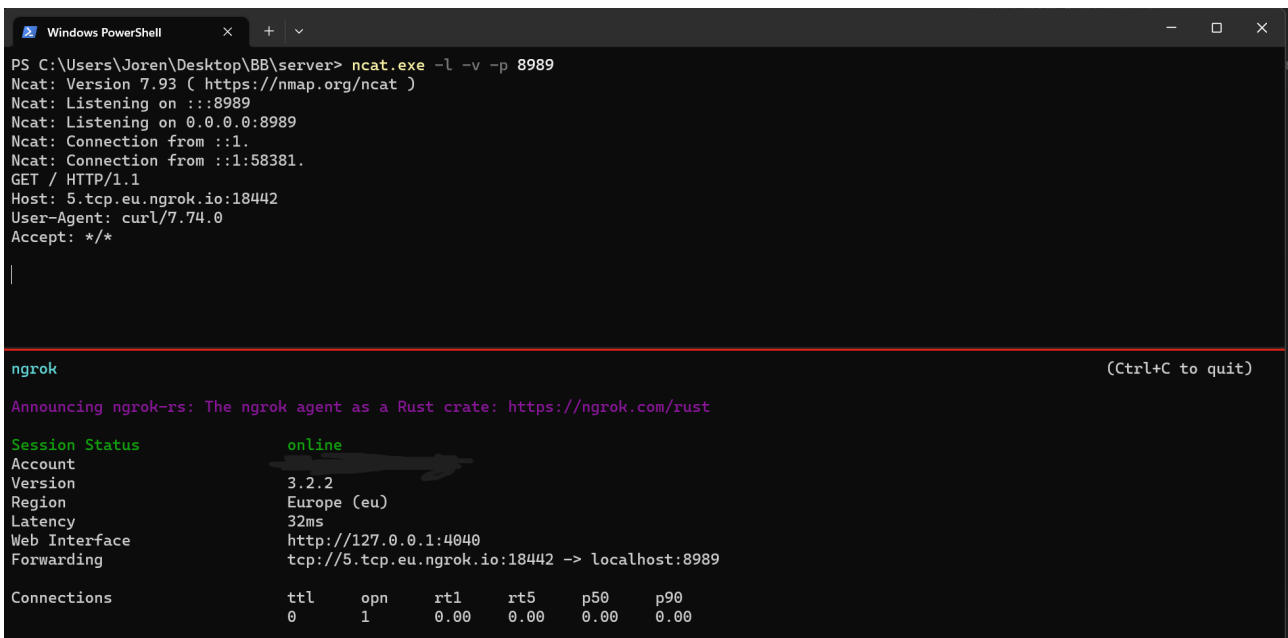 Windows PowerShell
PS C:\Users\Joren\Desktop\BB\server> ncat.exe -l -v -p 8989
Ncat: Version 7.93 ( https://nmap.org/ncat )
Ncat: Listening on :::8989
Ncat: Listening on 0.0.0.0:8989
Ncat: Connection from ::1.
Ncat: Connection from ::1:58381.
GET / HTTP/1.1
Host: 5.tcp.eu.ngrok.io:18442
User-Agent: curl/7.74.0
Accept: */*
ngrok (Ctrl+C to quit)
Announcing ngrok-rs: The ngrok agent as a Rust crate: https://ngrok.com/rust
Session Status online
Account
Version 3.2.2
Region Europe (eu)
Latency 32ms
Web Interface http://127.0.0.1:4040
Forwarding tcp://5.tcp.eu.ngrok.io:18442 -> localhost:8989
Connections ttl opn rt1 rt5 p50 p90
0 1 0.00 0.00 0.00 0.00